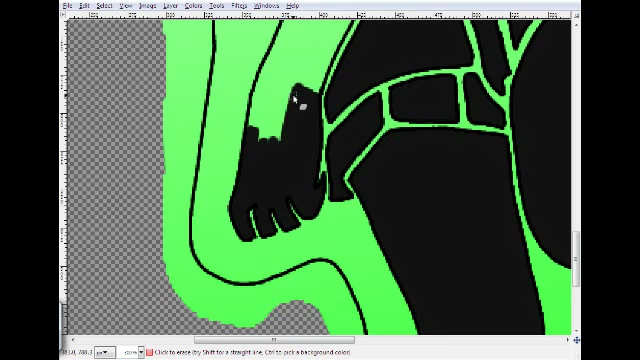 File Edit Select View Image Layer Colors Tools Filters Windows Help
300% Click to erase (try Shift for a straight line, Ctrl to pick a background color)